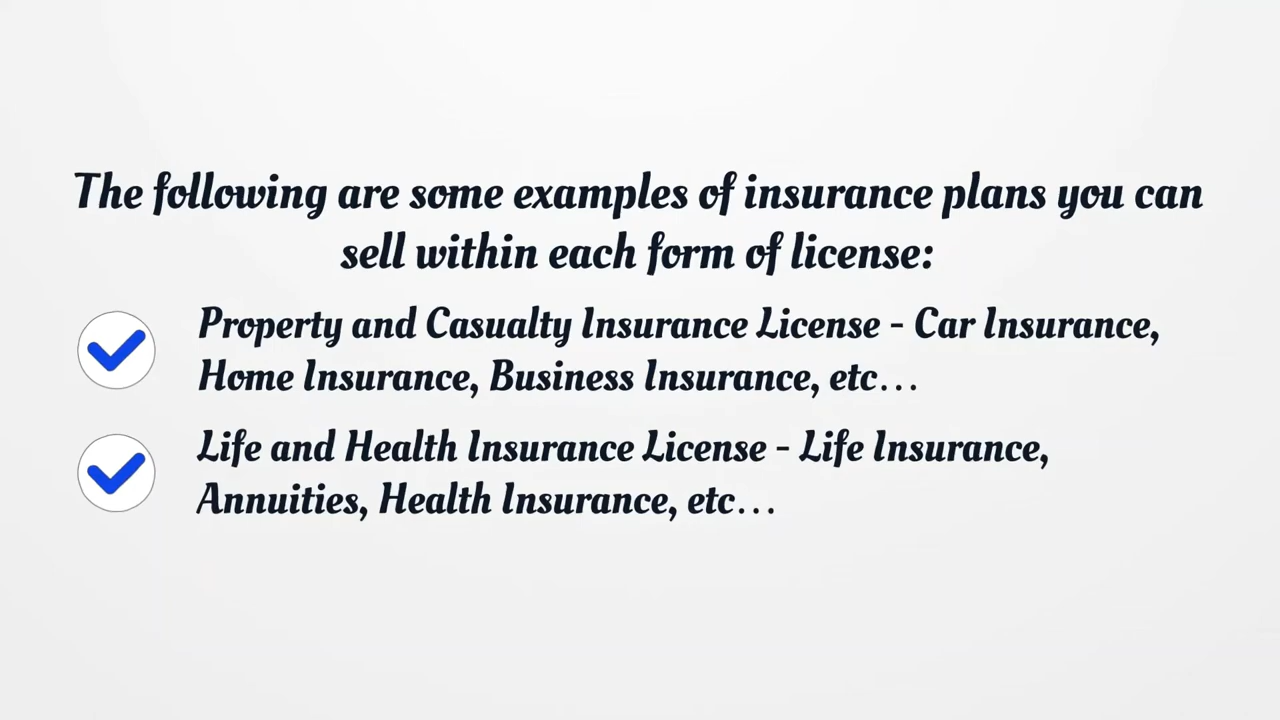 The following are some examples of insurance plans you can
sell within each form of license:
Property and Casualty Insurance License - Car Insurance,
Home Insurance, Business Insurance, etc...
Life and Health Insurance License - Life Insurance,
Annuities, Health Insurance, etc...